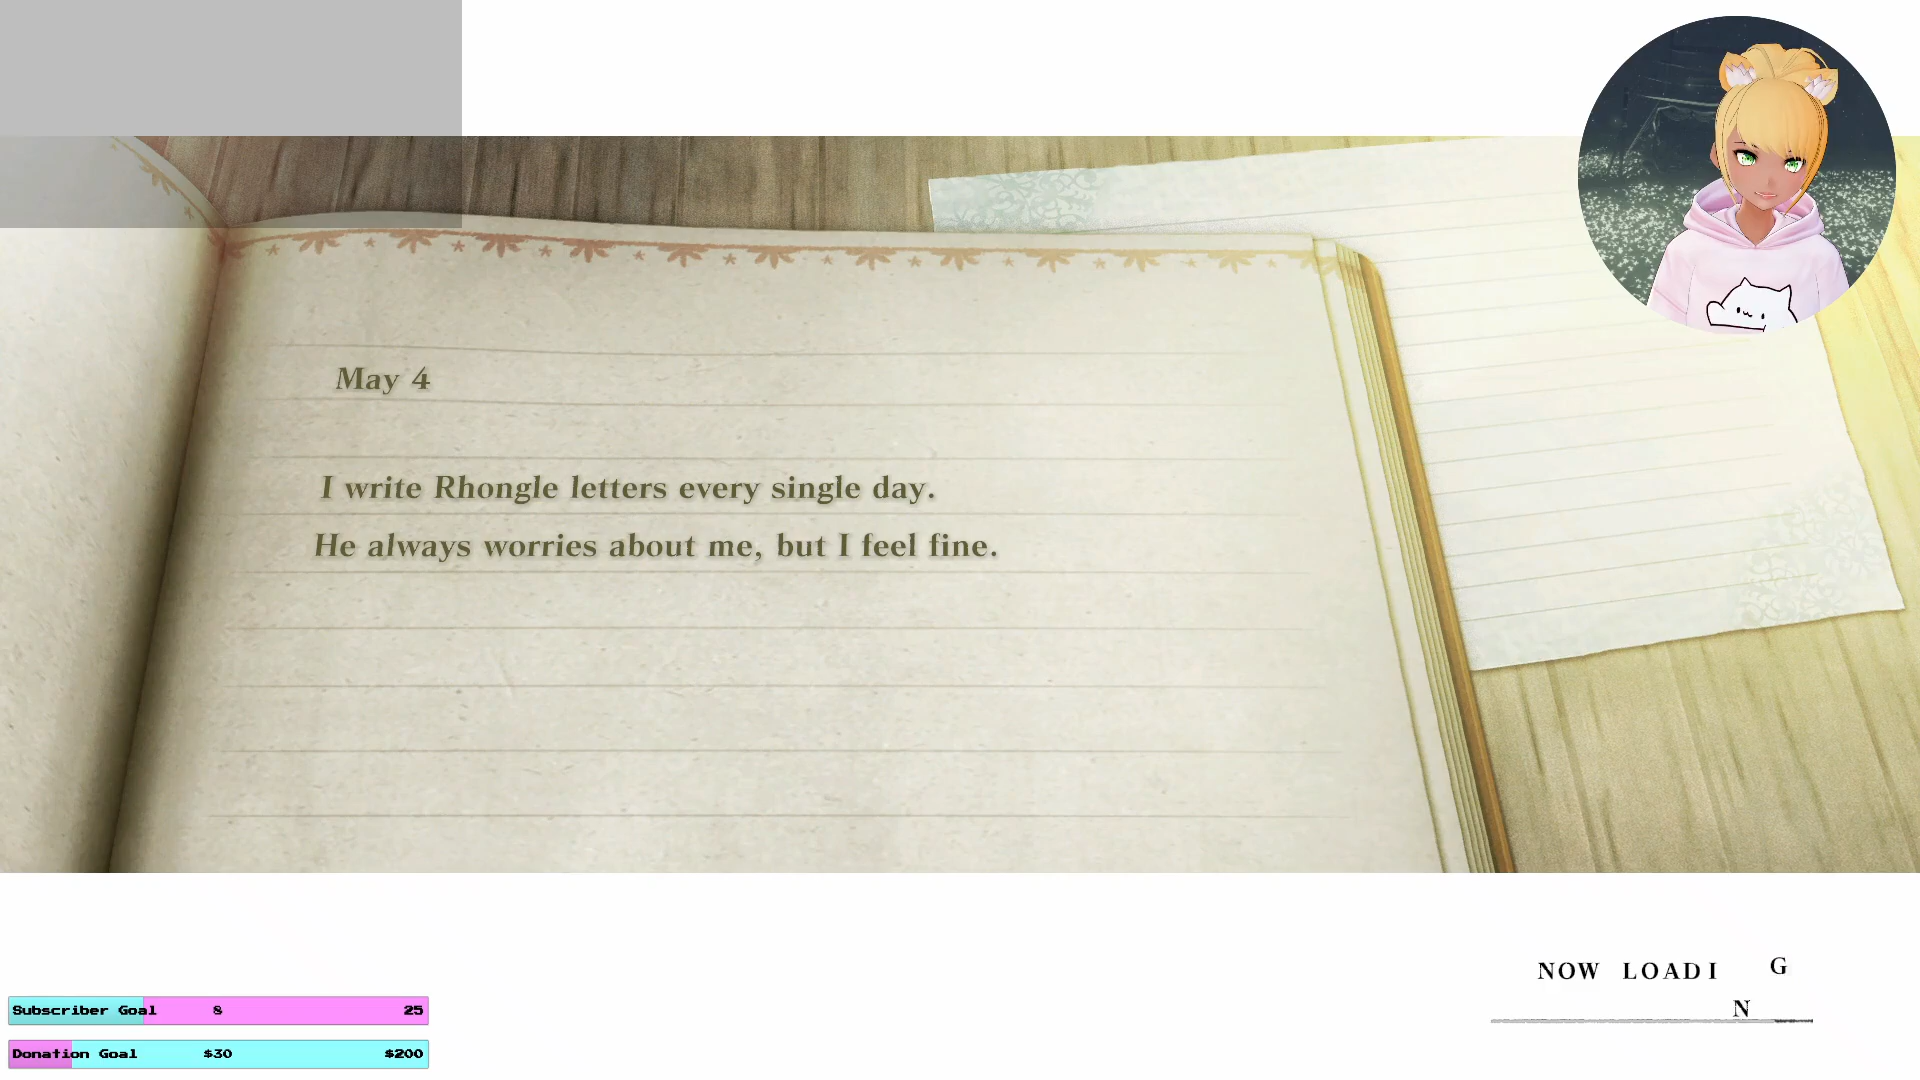 May 4
I write Rhongle letters every single day.
He always worries about me, but I feel fine.
NOW LOADING
Subscriber Goal 8 25
Donation Goal $30 $200